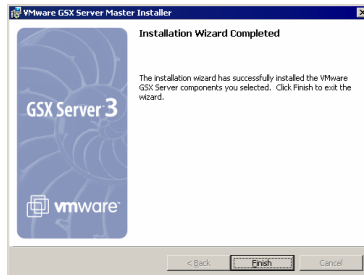 VMware GSX Server Master Installer
Installation Wizard Completed
The installation wizard has successfully installed the VMware
GSX Server components you selected. Click Finish to exit the
wizard.
GSX Server 3
vmware
< Back
Finish
Cancel